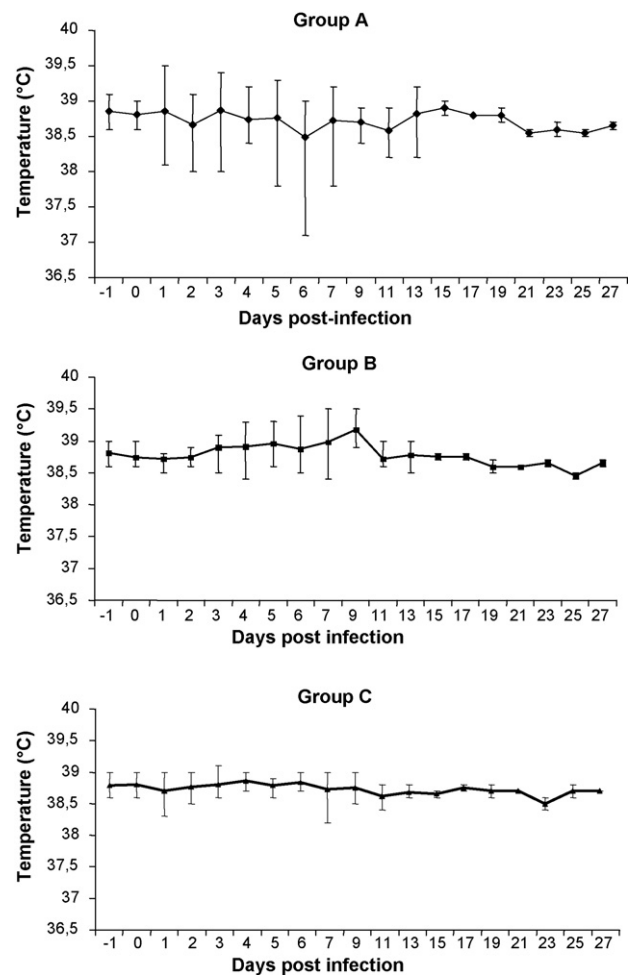 Group A
Temperature (°C)
40
39,5
39
38,5
38
37,5
37
36,5
-1 0 1 2 3 4 5 6 7 9 11 13 15 17 19 21 23 25 27
Days post-infection
Group B
Temperature (°C)
40
39,5
39
38,5
38
37,5
37
36,5
-1 0 1 2 3 4 5 6 7 9 11 13 15 17 19 21 23 25 27
Days post infection
Group C
Temperature (°C)
40
39,5
39
38,5
38
37,5
37
36,5
-1 0 1 2 3 4 5 6 7 9 11 13 15 17 19 21 23 25 27
Days post infection